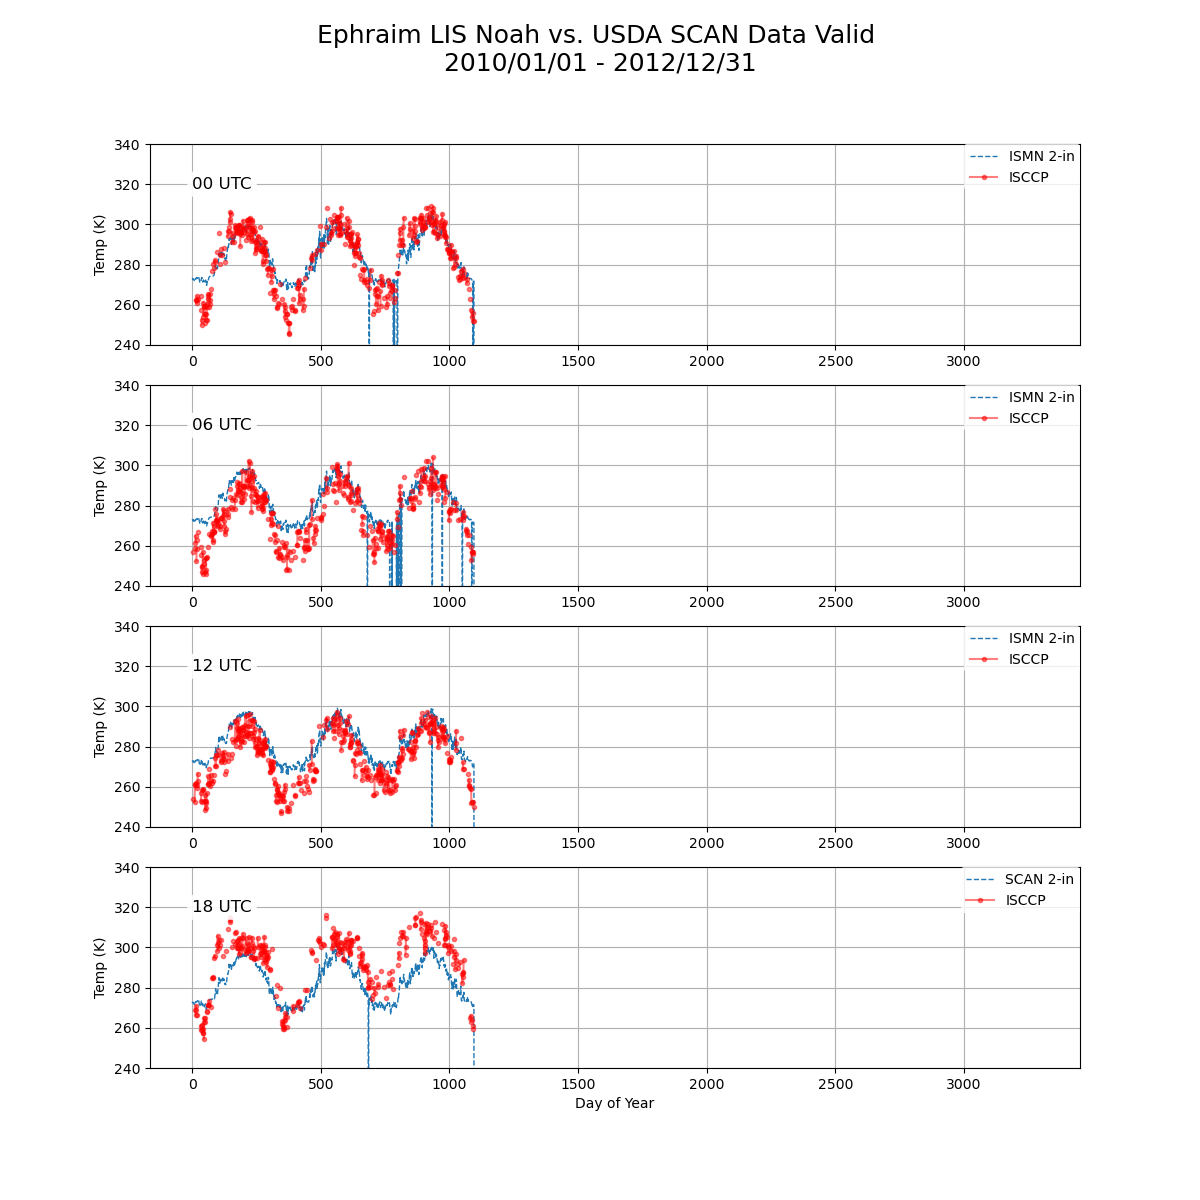 Ephraim LIS Noah vs. USDA SCAN Data Valid
2010/01/01 - 2012/12/31
340
320
300
280
260
240
Temp (K)
00 UTC
ISMN 2-in
ISCCP
0 500 1000 1500 2000 2500 3000
340
320
300
280
260
240
Temp (K)
06 UTC
ISMN 2-in
ISCCP
0 500 1000 1500 2000 2500 3000
340
320
300
280
260
240
Temp (K)
12 UTC
ISMN 2-in
ISCCP
0 500 1000 1500 2000 2500 3000
340
320
300
280
260
240
Temp (K)
18 UTC
SCAN 2-in
ISCCP
0 500 1000 1500 2000 2500 3000
Day of Year